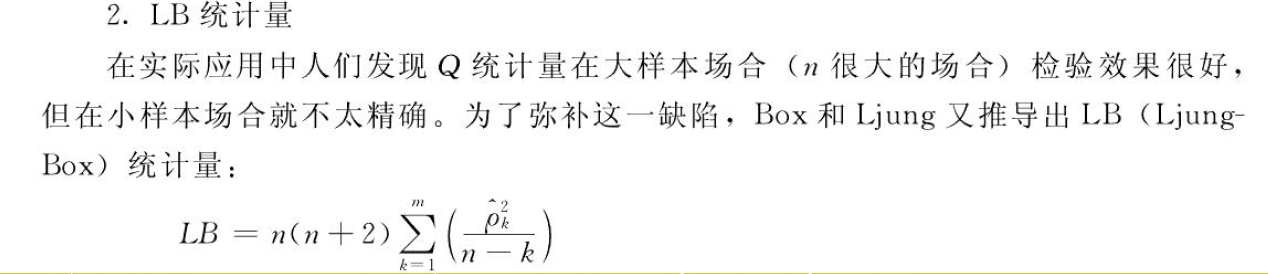 2. LB 统计量
在实际应用中人们发现 Q 统计量在大样本场合（n 很大的场合）检验效果很好，
但在小样本场合就不太精确。为了弥补这一缺陷，Box 和 Ljung 又推导出 LB（Ljung-
Box）统计量：
$LB = n(n+2)\sum_{k=1}^{m}\left(\frac{\hat{\rho}_k^2}{n-k}\right)$